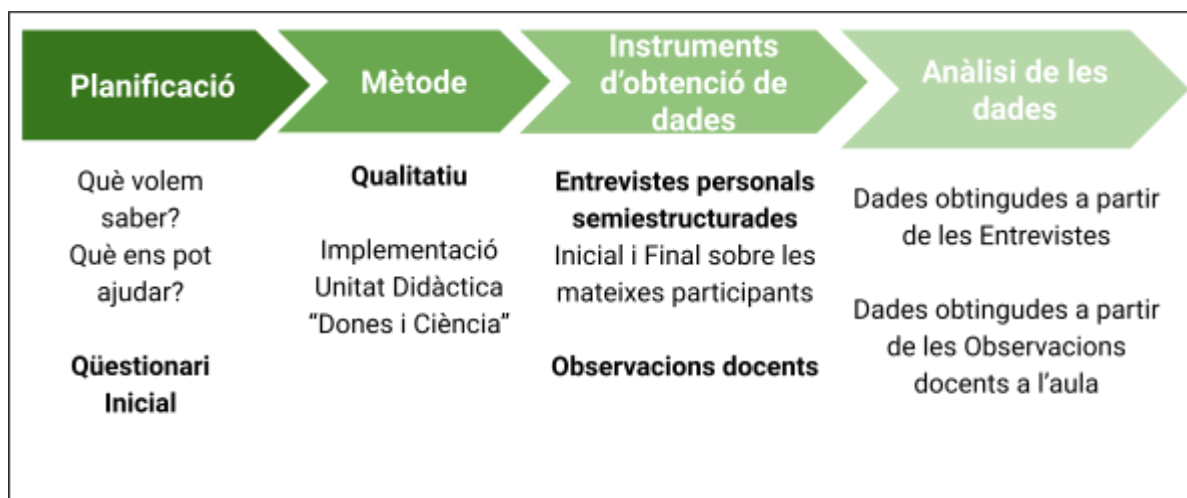 Planificació
Mètode
Instruments
d'obtenció de
dades
Anàlisi de les
dades
Què volem
saber?
Què ens pot
ajudar?
Qüestionari
Inicial
Qualitatiu
Implementació
Unitat Didàctica
“Dones i Ciència”
Entrevistes personals
semiestructurades
Inicial i Final sobre les
mateixes participants
Observacions docents
Dades obtingudes a partir
de les Entrevistes
Dades obtingudes a partir
de les Observacions
docents a l'aula